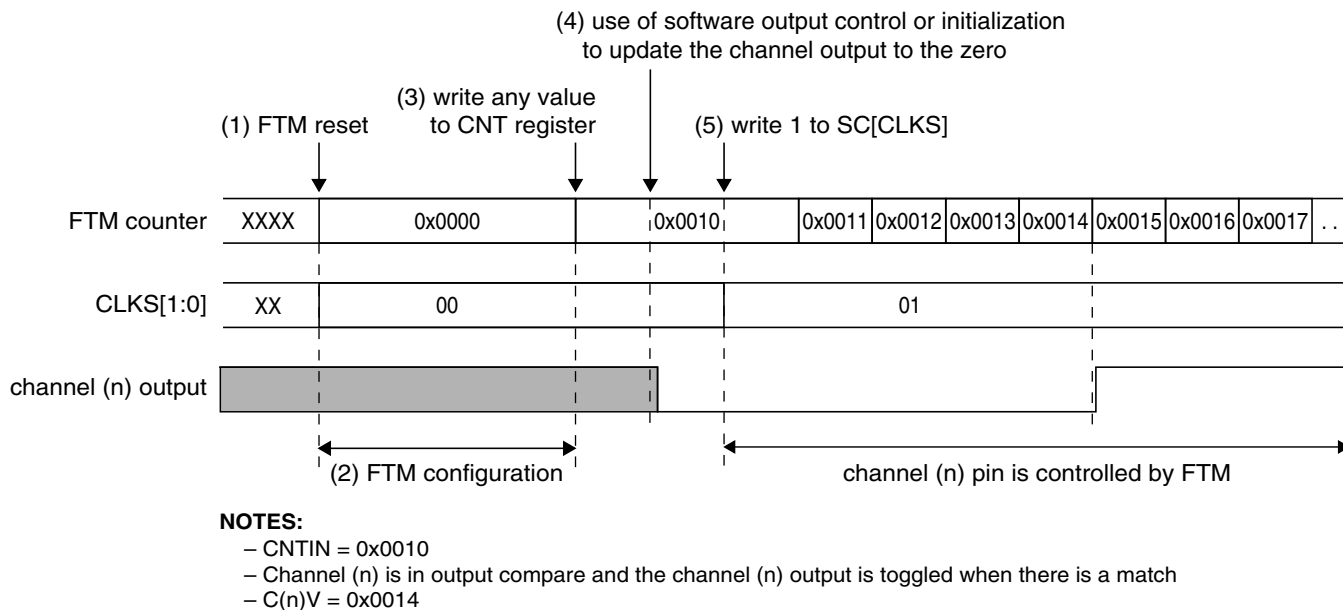 (4) use of software output control or initialization
to update the channel output to the zero
(3) write any value
to CNT register
(1) FTM reset
(5) write 1 to SC[CLKS]
FTM counter XXXX 0x0000 0x0010 0x0011 0x0012 0x0013 0x0014 0x0015 0x0016 0x0017 . .
CLKS[1:0] XX 00 01
channel (n) output
(2) FTM configuration
channel (n) pin is controlled by FTM
NOTES:
– CNTIN = 0x0010
– Channel (n) is in output compare and the channel (n) output is toggled when there is a match
– C(n)V = 0x0014